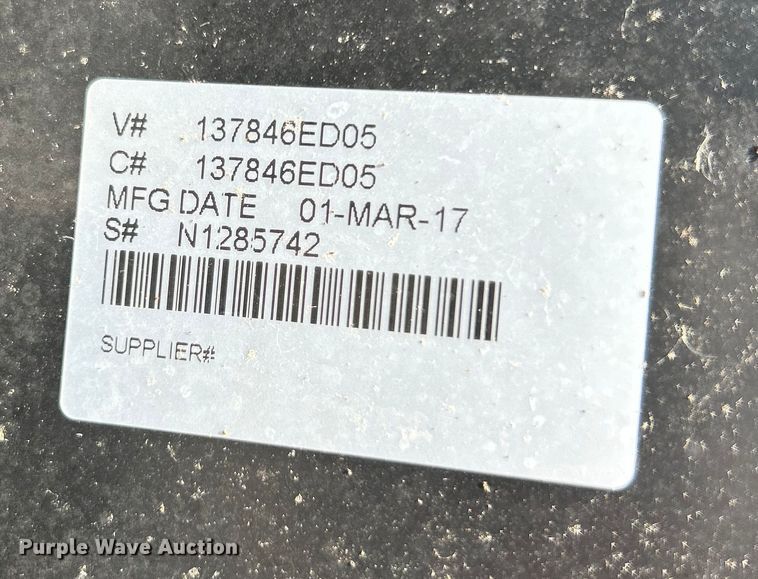 V# 137846ED05
C# 137846ED05
MFG DATE 01-MAR-17
S# N1285742
SUPPLIER#
Purple Wave Auction